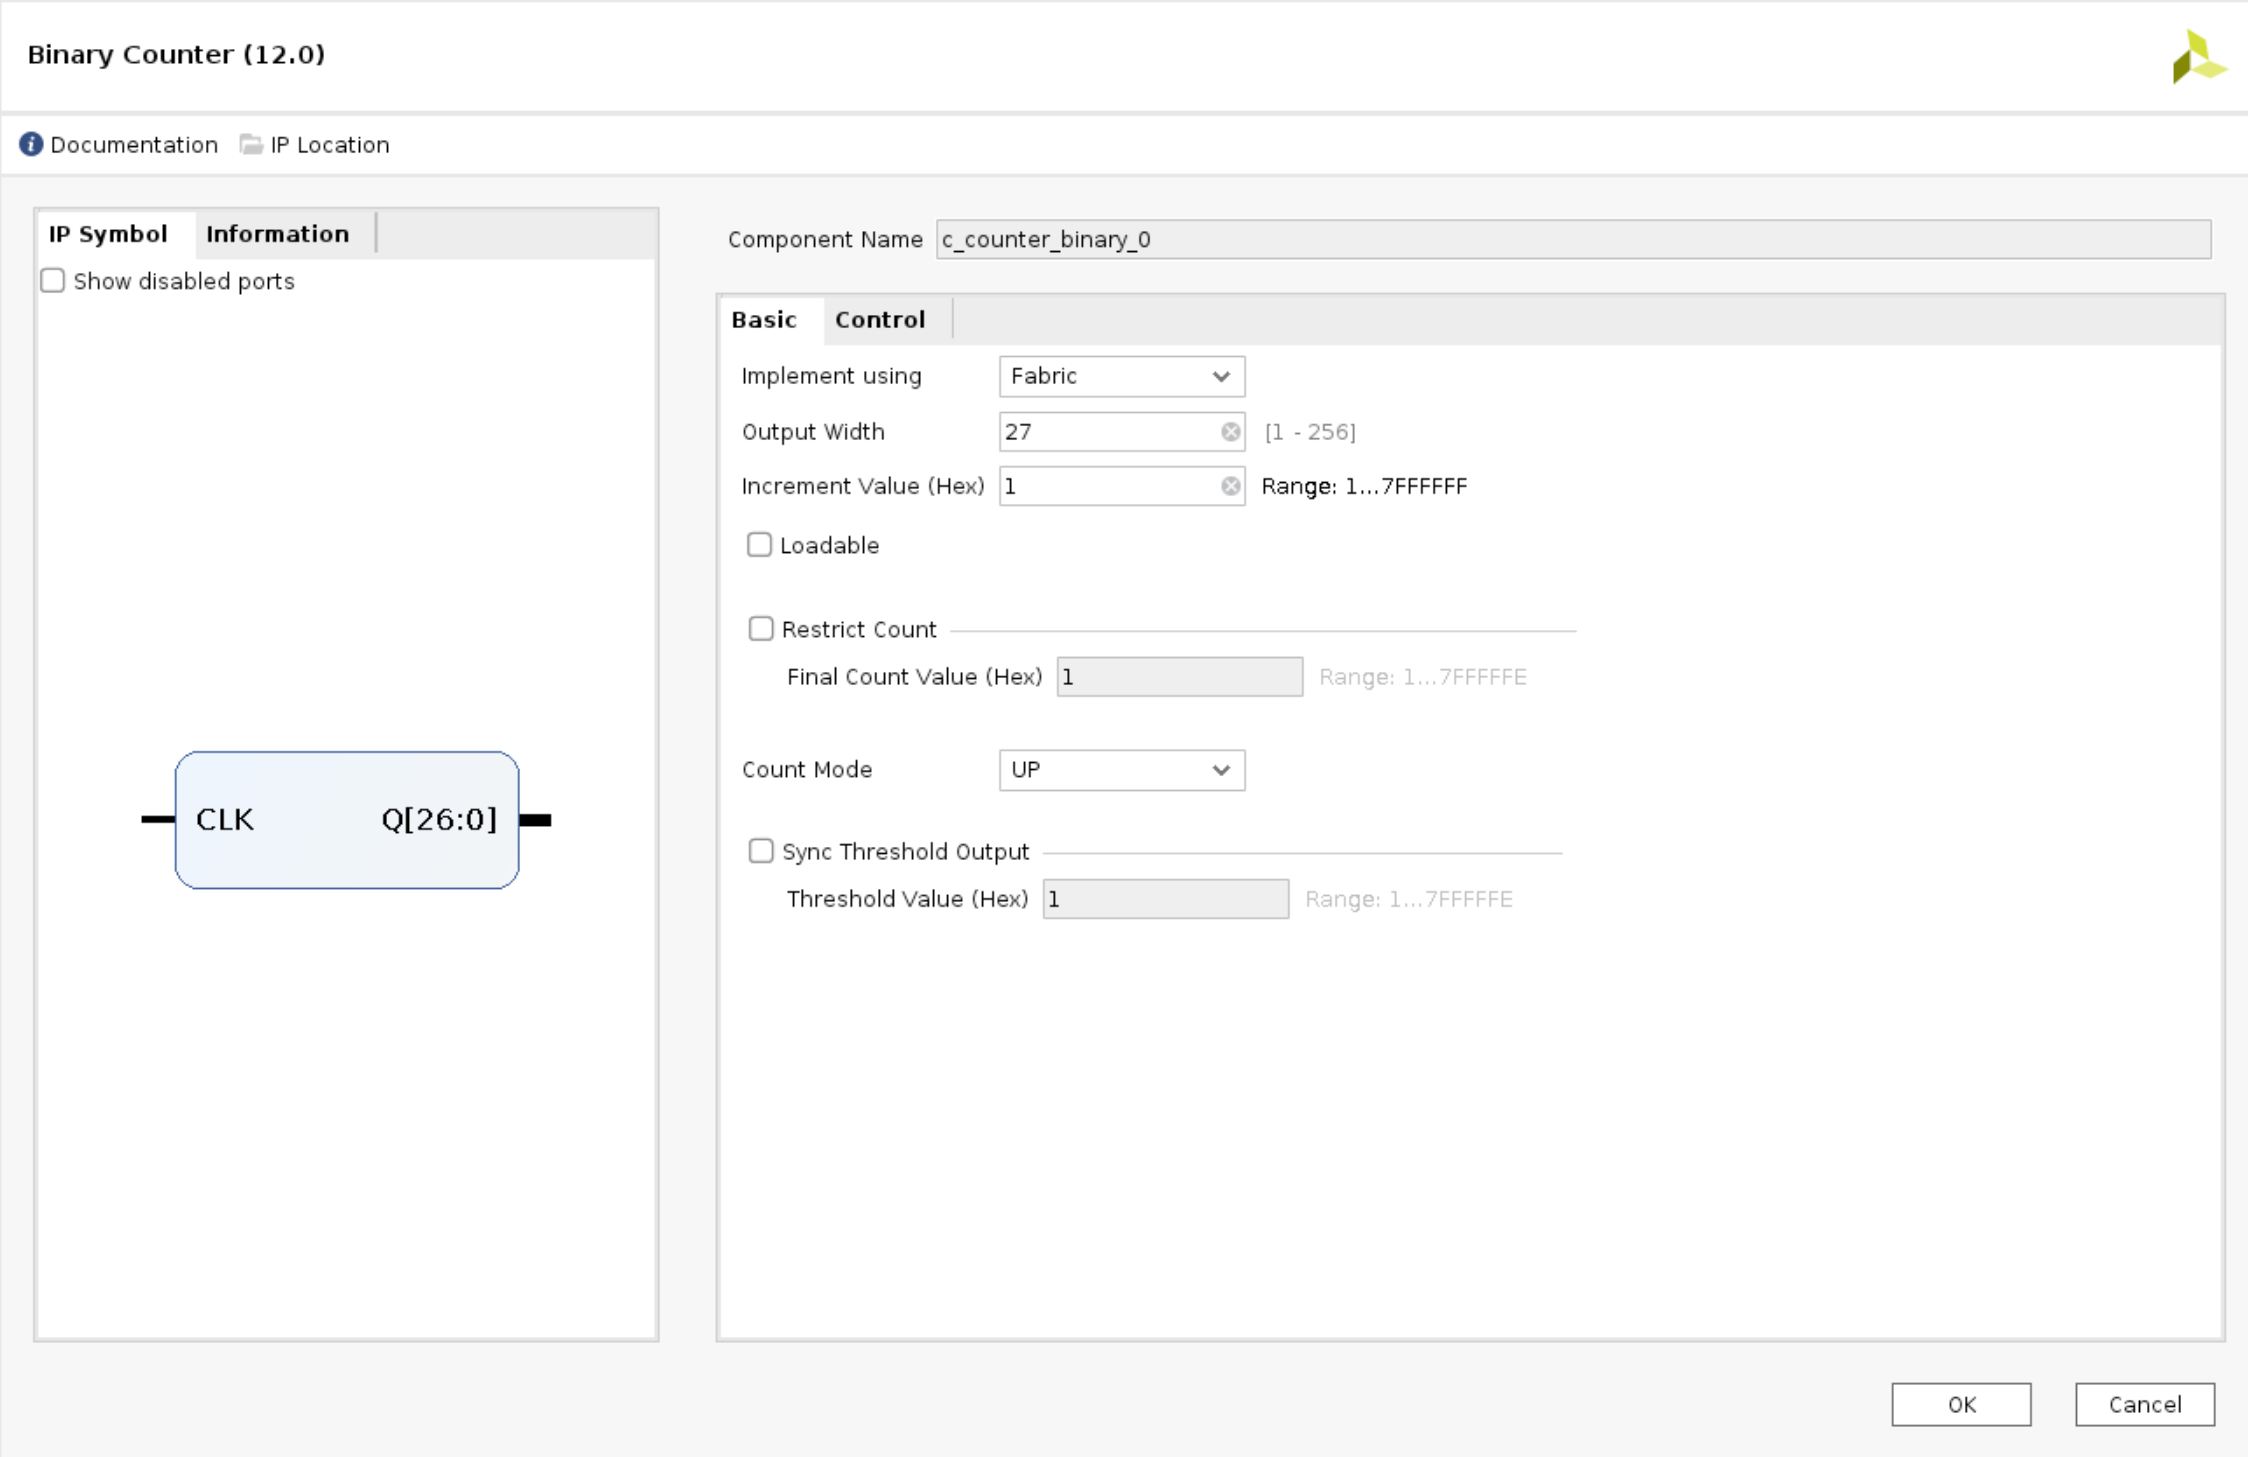 Binary Counter (12.0)
Documentation IP Location
IP Symbol Information
Show disabled ports
CLK Q[26:0]
Component Name c_counter_binary_0
Basic Control
Implement using Fabric
Output Width 27 [1 - 256]
Increment Value (Hex) 1 Range: 1...7FFFFFF
Loadable
Restrict Count
Final Count Value (Hex) 1 Range: 1...7FFFFFE
Count Mode UP
Sync Threshold Output
Threshold Value (Hex) 1 Range: 1...7FFFFFE
OK Cancel